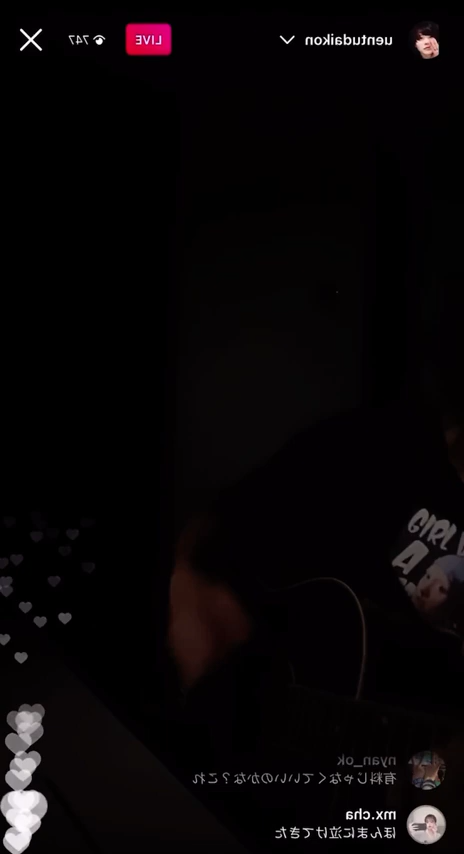 uentudaikon
LIVE
747
GIRL
A
nyan_ok
有料じゃなくていいのかな？これ
mx.cha
ほんまに泣けてきた